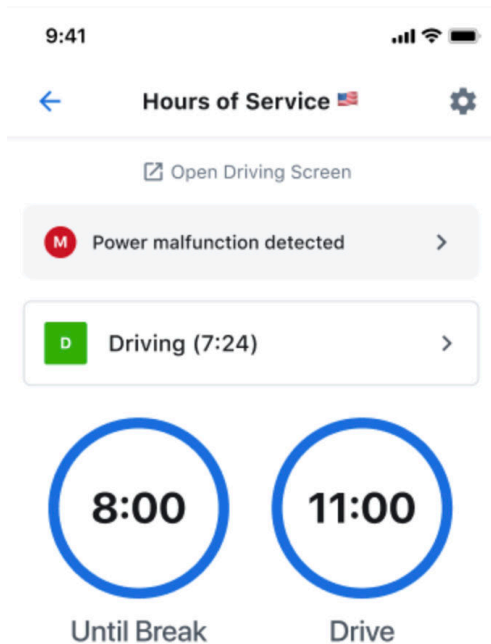 9:41
Hours of Service 🇺🇸
Open Driving Screen
M Power malfunction detected
D Driving (7:24)
8:00 11:00
Until Break Drive